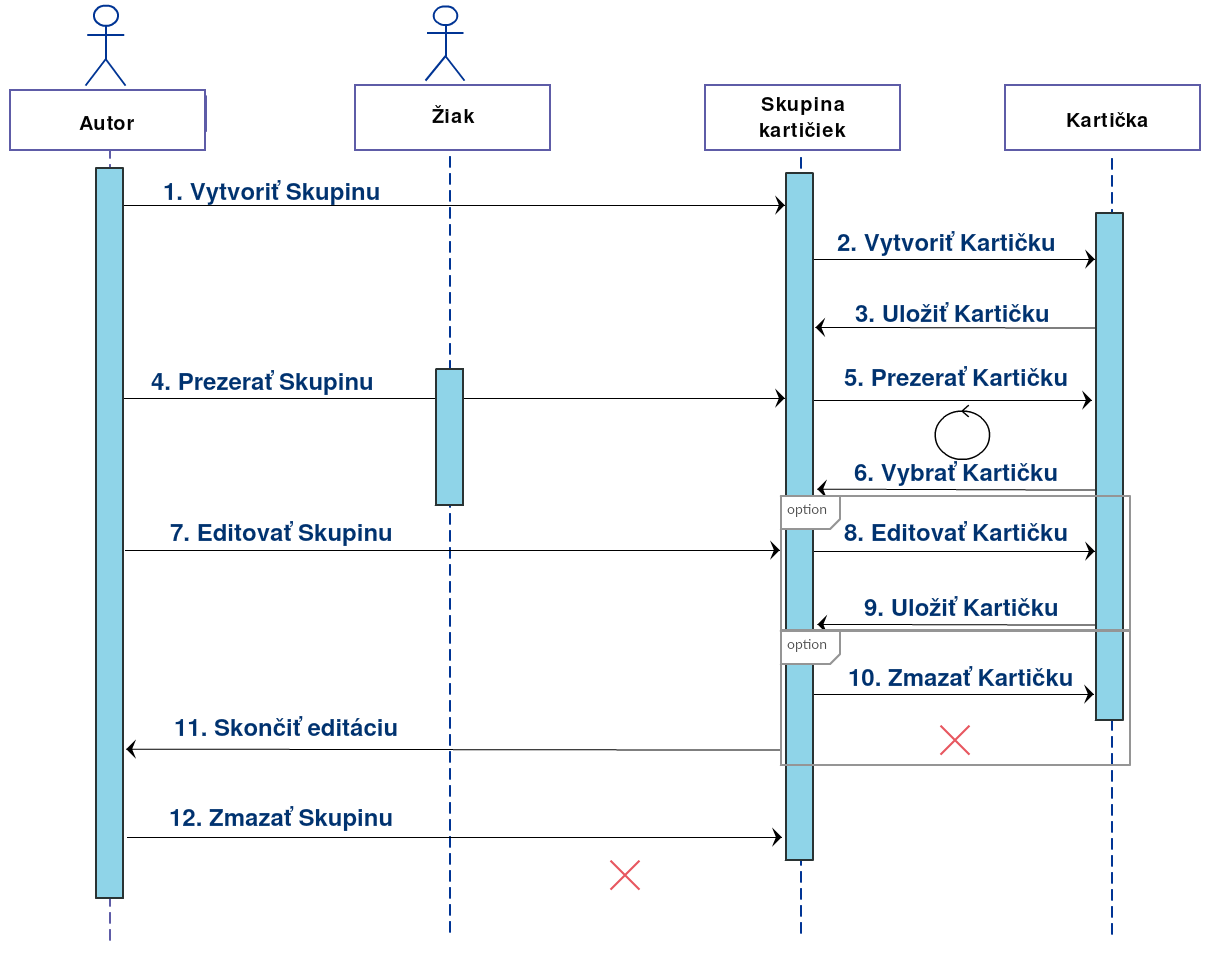 Autor
Žiak
Skupina
kartičiek
Kartička
1. Vytvoriť Skupinu
2. Vytvoriť Kartičku
3. Uložiť Kartičku
4. Prezerať Skupinu
5. Prezerať Kartičku
6. Vybrať Kartičku
option
7. Editovať Skupinu
8. Editovať Kartičku
9. Uložiť Kartičku
option
10. Zmazať Kartičku
11. Skončiť editáciu
12. Zmazať Skupinu